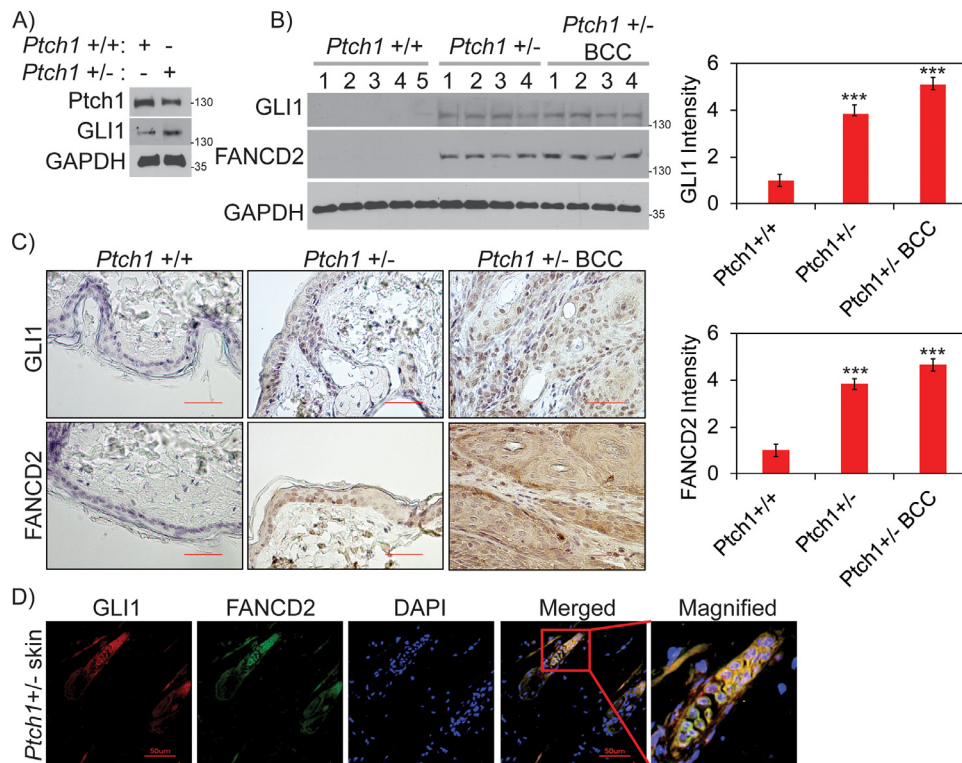 A)
Ptch1 +/+: + -
Ptch1 +/- : - +
Ptch1 -130
GLI1 -130
GAPDH -35
B)
Ptch1 +/+ Ptch1 +/- Ptch1 +/- BCC
1 2 3 4 5 1 2 3 4 1 2 3 4
GLI1 -130
FANCD2 -130
GAPDH -35
GLI1 Intensity
6
4
2
0
***
***
Ptch1+/+
Ptch1+/-
Ptch1+/- BCC
C)
Ptch1 +/+ Ptch1 +/- Ptch1 +/- BCC
GLI1
FANCD2
FANCD2 Intensity
6
4
2
0
***
***
Ptch1+/+
Ptch1+/-
Ptch1+/- BCC
D)
GLI1 FANCD2 DAPI Merged Magnified
Ptch1+/- skin
50um 50um 50um 50um